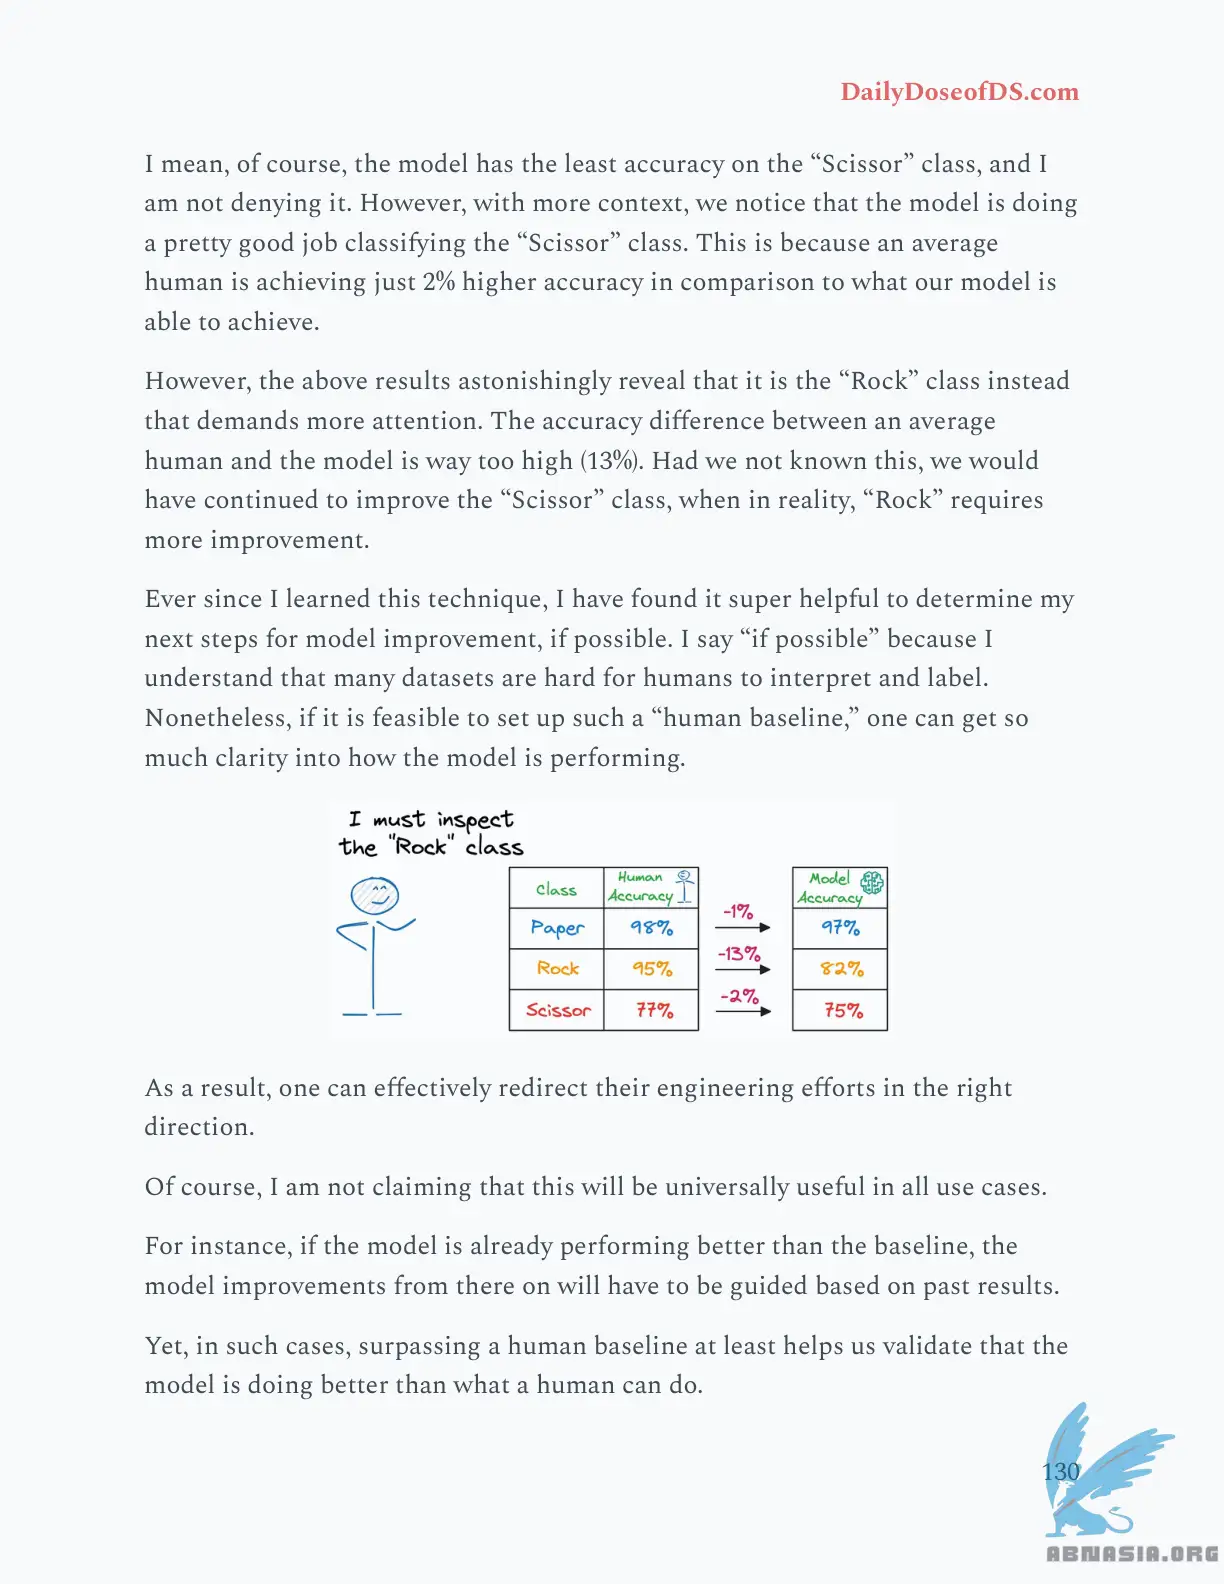 DailyDoseofDS.com
I mean, of course, the model has the least accuracy on the “Scissor” class, and I
am not denying it. However, with more context, we notice that the model is doing
a pretty good job classifying the “Scissor” class. This is because an average
human is achieving just 2% higher accuracy in comparison to what our model is
able to achieve.
However, the above results astonishingly reveal that it is the “Rock” class instead
that demands more attention. The accuracy difference between an average
human and the model is way too high (13%). Had we not known this, we would
have continued to improve the “Scissor” class, when in reality, “Rock” requires
more improvement.
Ever since I learned this technique, I have found it super helpful to determine my
next steps for model improvement, if possible. I say “if possible” because I
understand that many datasets are hard for humans to interpret and label.
Nonetheless, if it is feasible to set up such a “human baseline,” one can get so
much clarity into how the model is performing.
I must inspect
the "Rock" class
Class Human Accuracy Model Accuracy
Paper 98% -1% 97%
Rock 95% -13% 82%
Scissor 77% -2% 75%
As a result, one can effectively redirect their engineering efforts in the right
direction.
Of course, I am not claiming that this will be universally useful in all use cases.
For instance, if the model is already performing better than the baseline, the
model improvements from there on will have to be guided based on past results.
Yet, in such cases, surpassing a human baseline at least helps us validate that the
model is doing better than what a human can do.
130
ABNASIA.ORG